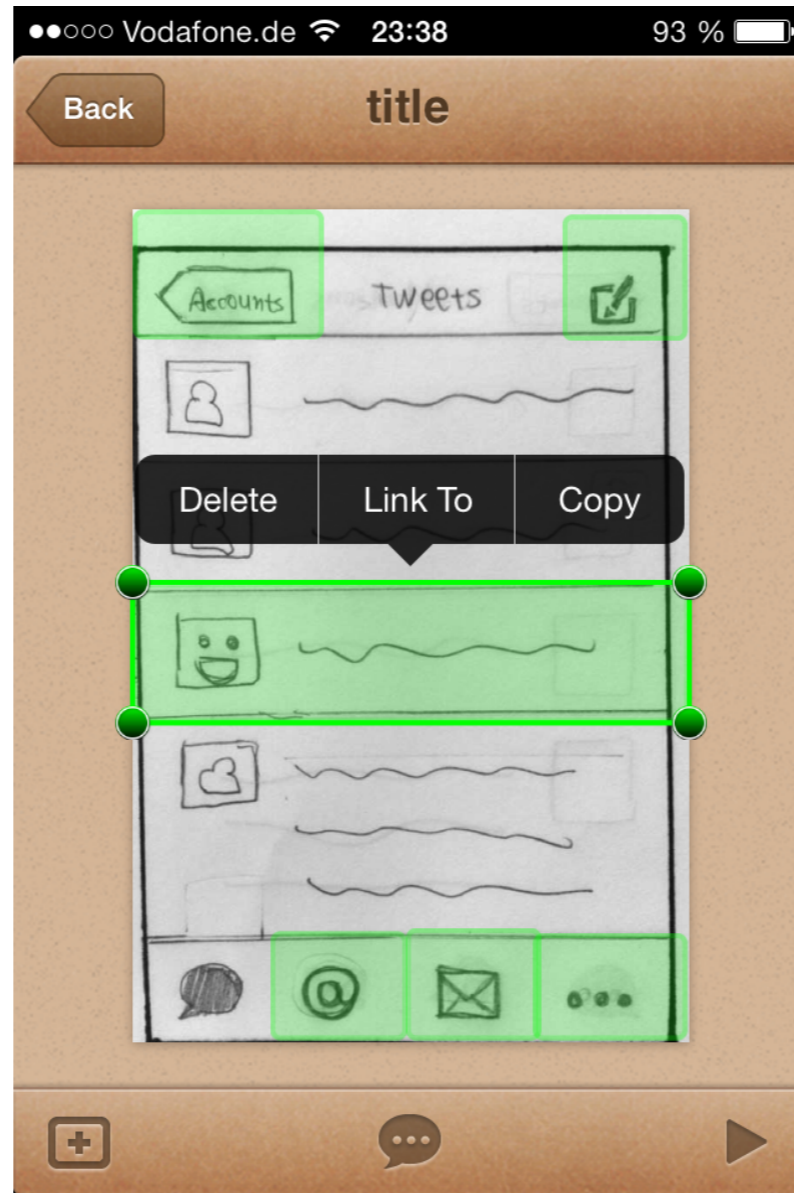 Vodafone.de 23:38 93 %
Back title
Accounts Tweets
Delete Link To Copy
@